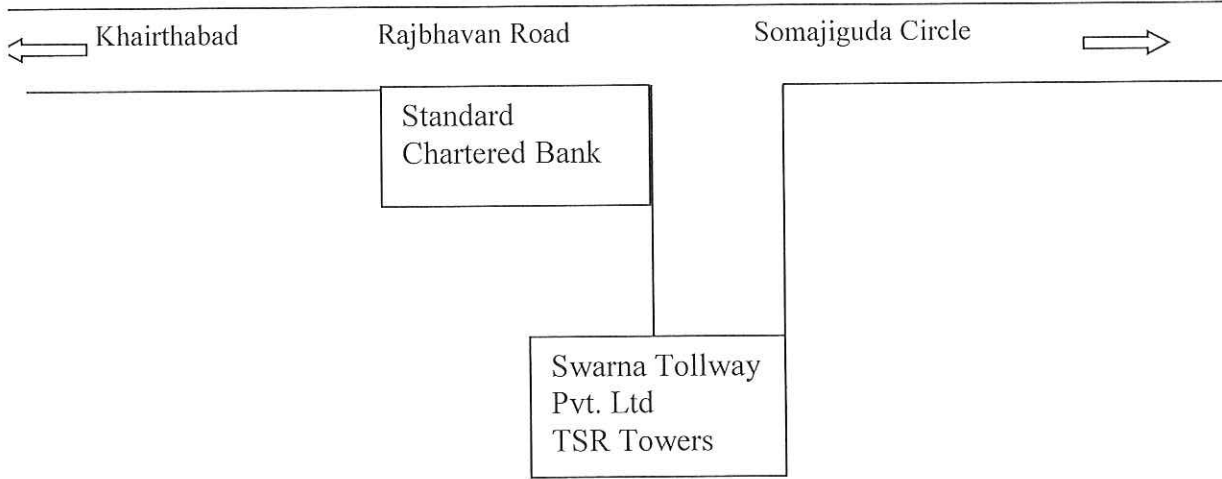 Khairthabad Rajbhavan Road Somajiguda Circle
Standard
Chartered Bank
Swarna Tollway
Pvt. Ltd
TSR Towers